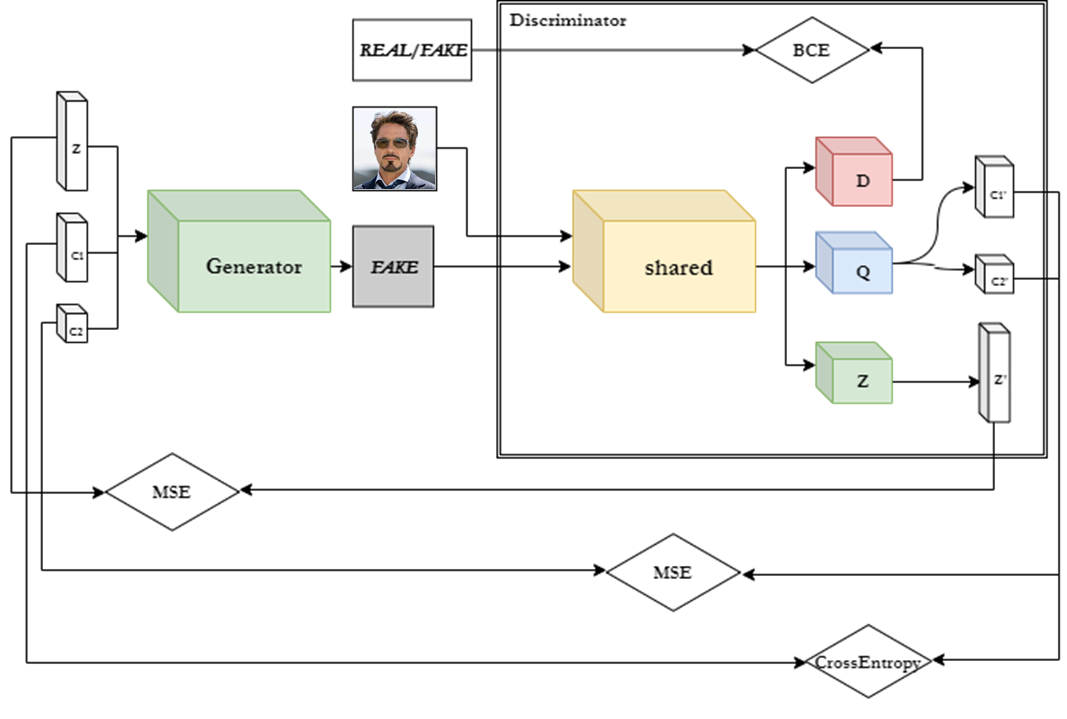 Discriminator
REAL/FAKE
BCE
Z
D
C1'
C1
Generator
FAKE
shared
Q
C2'
C2
Z
Z'
MSE
MSE
CrossEntropy